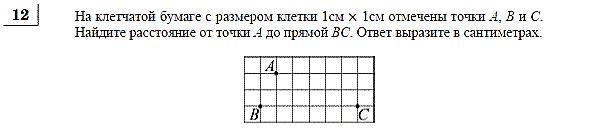 12 На клетчатой бумаге с размером клетки 1см × 1см отмечены точки A, B и C.
Найдите расстояние от точки A до прямой BC. Ответ выразите в сантиметрах.
A
B C